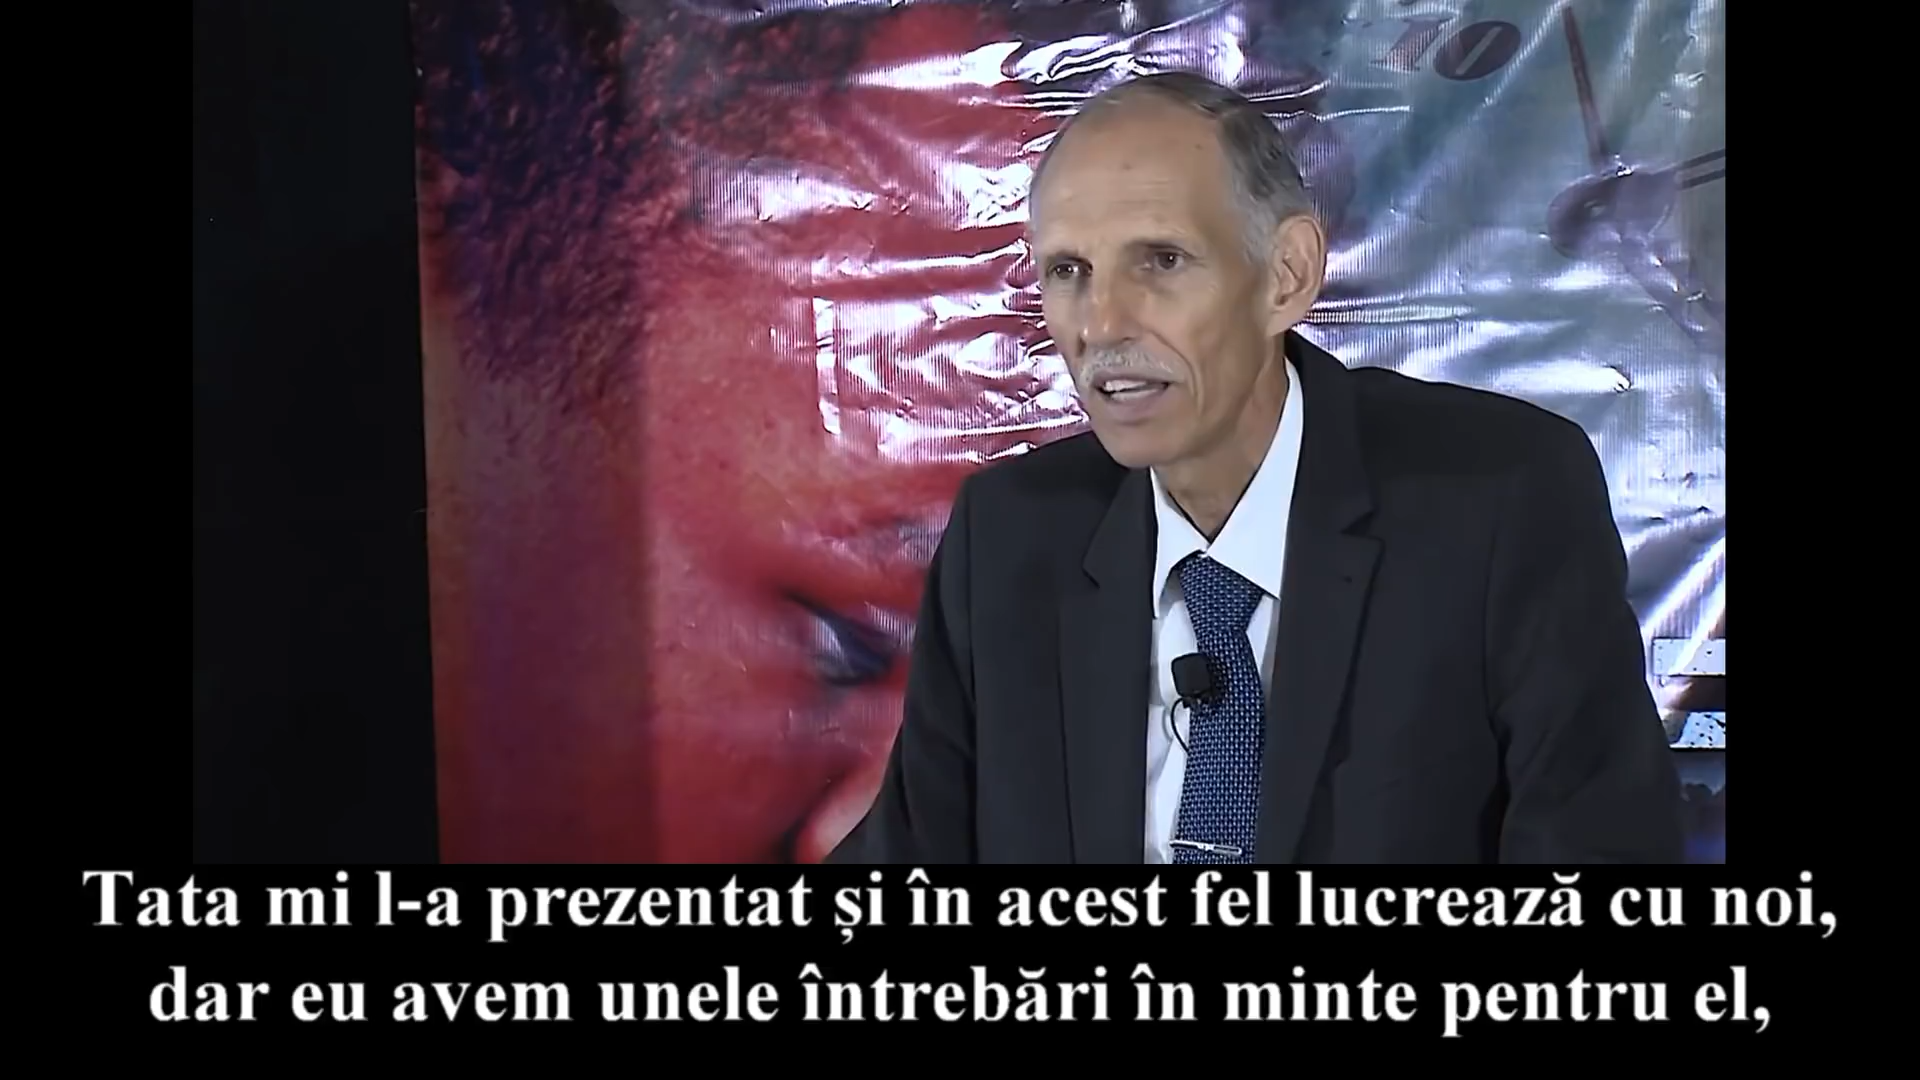 10
Tata mi l-a prezentat și în acest fel lucrează cu noi,
dar eu avem unele întrebări în minte pentru el,